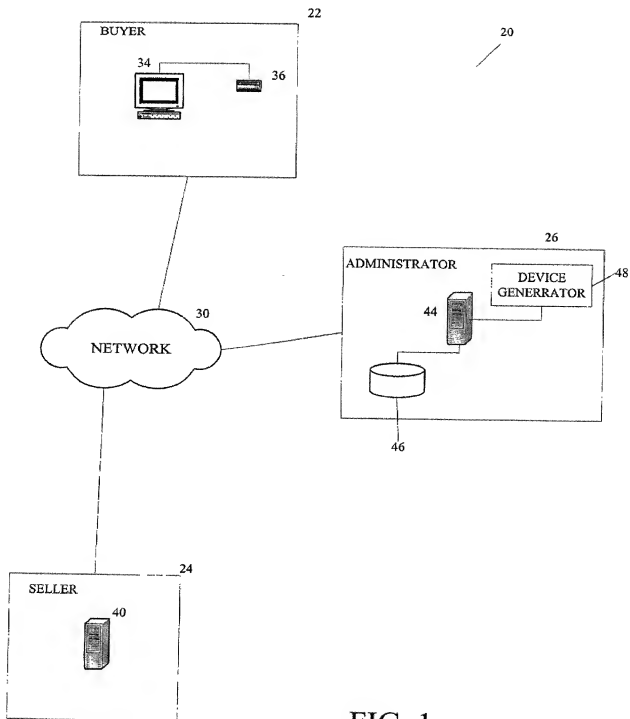 22
BUYER
20
34
36
26
ADMINISTRATOR
DEVICE
GENERRATOR
48
44
30
NETWORK
46
24
SELLER
40
FIG. 1